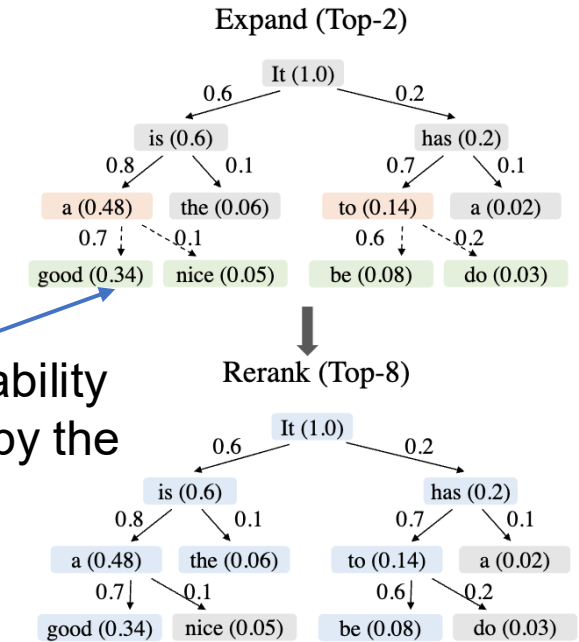 Expand (Top-2)
It (1.0)
0.6 0.2
is (0.6) has (0.2)
0.8 0.1 0.7 0.1
a (0.48) the (0.06) to (0.14) a (0.02)
0.7 0.1 0.6 0.2
good (0.34) nice (0.05) be (0.08) do (0.03)
ability
by the
Rerank (Top-8)
It (1.0)
0.6 0.2
is (0.6) has (0.2)
0.8 0.1 0.7 0.1
a (0.48) the (0.06) to (0.14) a (0.02)
0.7 0.1 0.6 0.2
good (0.34) nice (0.05) be (0.08) do (0.03)